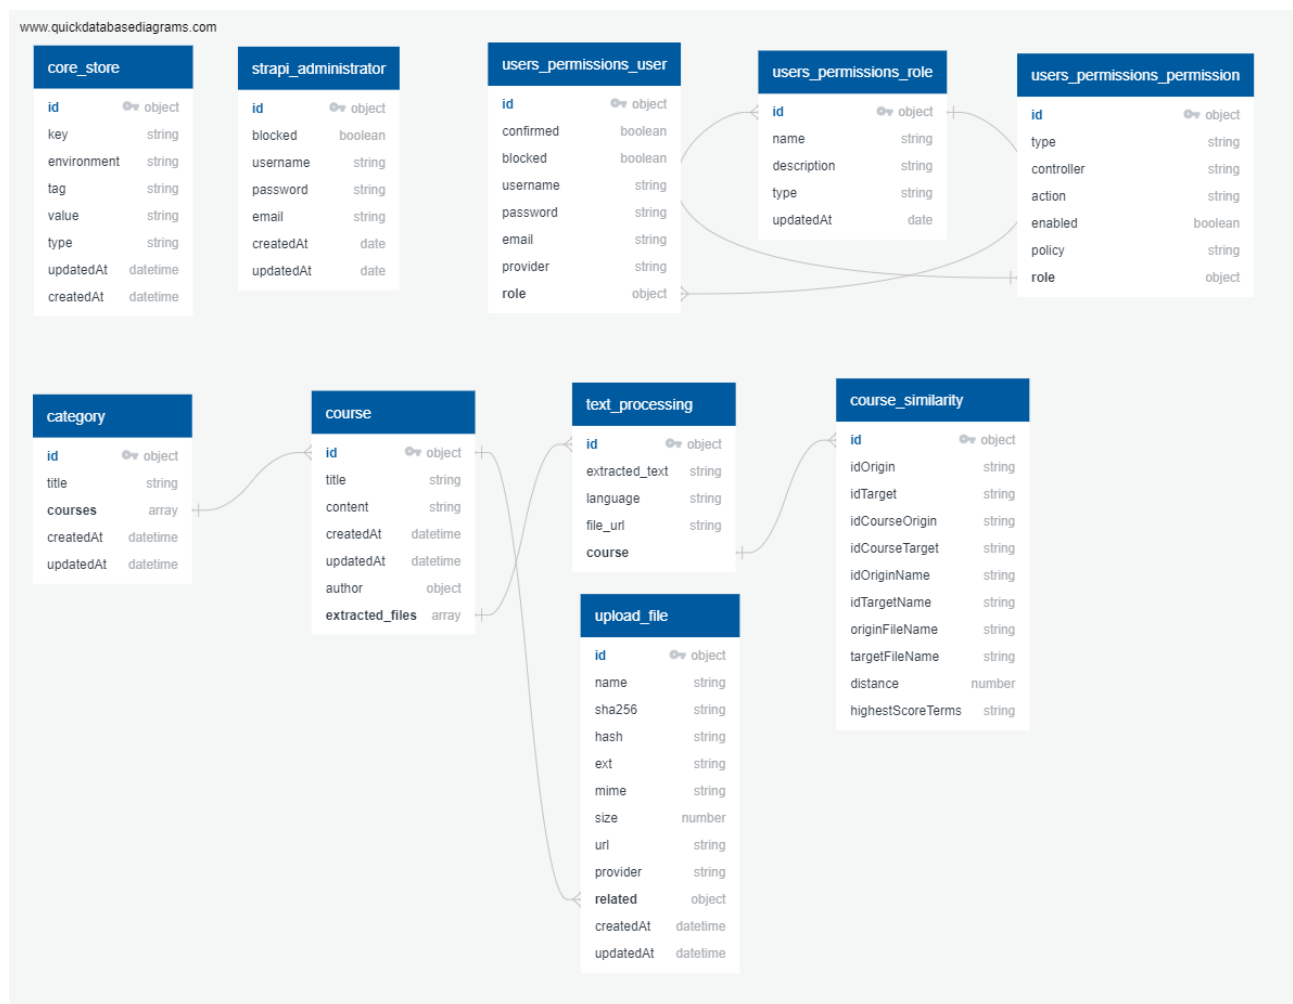 www.quickdatabasediagrams.com
core_store
id object
key string
environment string
tag string
value string
type string
updatedAt datetime
createdAt datetime
strapi_administrator
id object
blocked boolean
username string
password string
email string
createdAt date
updatedAt date
users_permissions_user
id object
confirmed boolean
blocked boolean
username string
password string
email string
provider string
role object
users_permissions_role
id object
name string
description string
type string
updatedAt date
users_permissions_permission
id object
type string
controller string
action string
enabled boolean
policy string
role object
category
id object
title string
courses array
createdAt datetime
updatedAt datetime
course
id object
title string
content string
createdAt datetime
updatedAt datetime
author object
extracted_files array
text_processing
id object
extracted_text string
language string
file_url string
course
upload_file
id object
name string
sha256 string
hash string
ext string
mime string
size number
url string
provider string
related object
createdAt datetime
updatedAt datetime
course_similarity
id object
idOrigin string
idTarget string
idCourseOrigin string
idCourseTarget string
idOriginName string
idTargetName string
originFileName string
targetFileName string
distance number
highestScoreTerms string